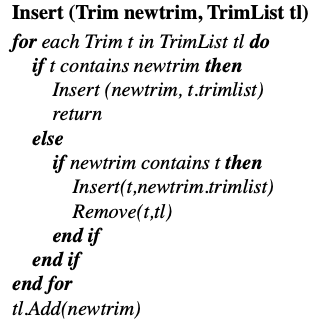 Insert (Trim newtrim, TrimList tl)
for each Trim t in TrimList tl do
if t contains newtrim then
Insert (newtrim, t.trimlist)
return
else
if newtrim contains t then
Insert(t,newtrim.trimlist)
Remove(t,tl)
end if
end if
end for
tl.Add(newtrim)